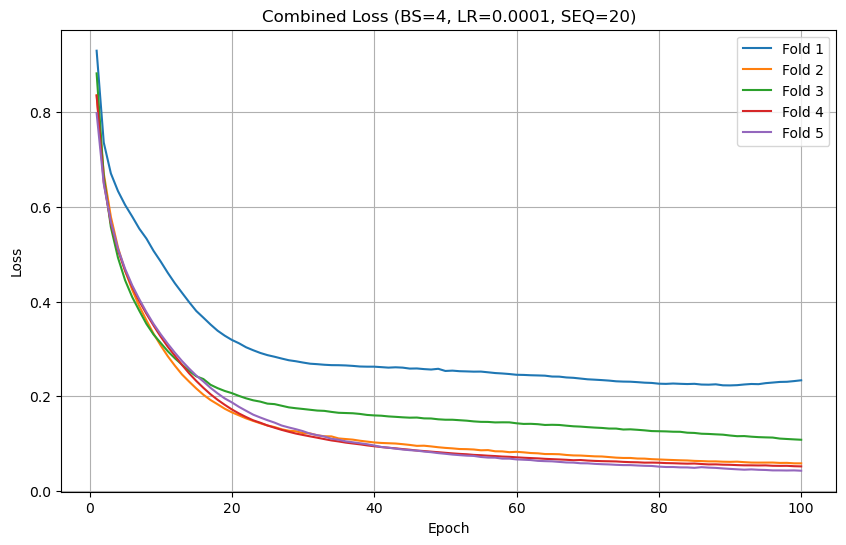 Combined Loss (BS=4, LR=0.0001, SEQ=20)
Fold 1
Fold 2
Fold 3
Fold 4
Fold 5
Loss
0.8
0.6
0.4
0.2
0.0
0 20 40 60 80 100
Epoch